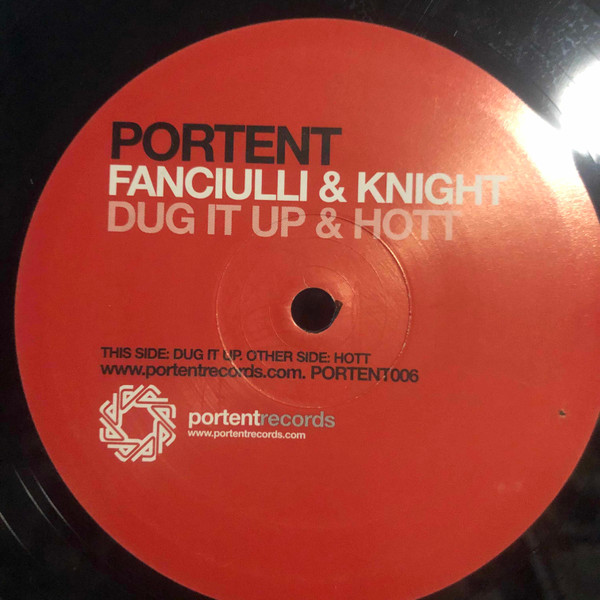 PORTENT
FANCIULLI & KNIGHT
DUG IT UP & HOTT
THIS SIDE: DUG IT UP. OTHER SIDE: HOTT
www.portentrecords.com. PORTENT006
portentrecords
www.portentrecords.com